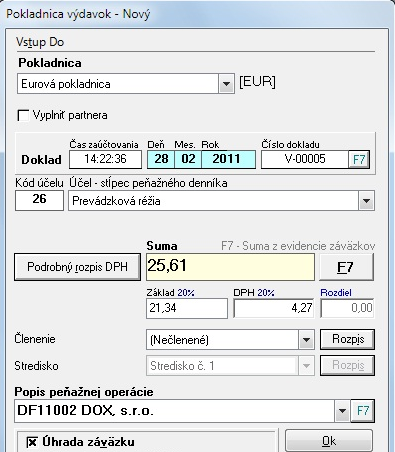 Pokladnica výdavok - Nový
Vstup Do
Pokladnica
Eurová pokladnica [EUR]
Vyplniť partnera
Čas zaúčtovania Deň Mes. Rok Číslo dokladu
Doklad 14:22:36 28 02 2011 V-00005 F7
Kód účelu Účel - stĺpec peňažného denníka
26 Prevádzková réžia
Suma F7 - Suma z evidencie záväzkov
Podrobný rozpis DPH 25,61 F7
Základ 20% DPH 20% Rozdiel
21,34 4,27 0,00
Členenie (Nečlenené) Rozpis
Stredisko Stredisko č. 1 Rozpis
Popis peňažnej operácie
DF11002 DOX, s.r.o. F7
Úhrada záväzku Ok